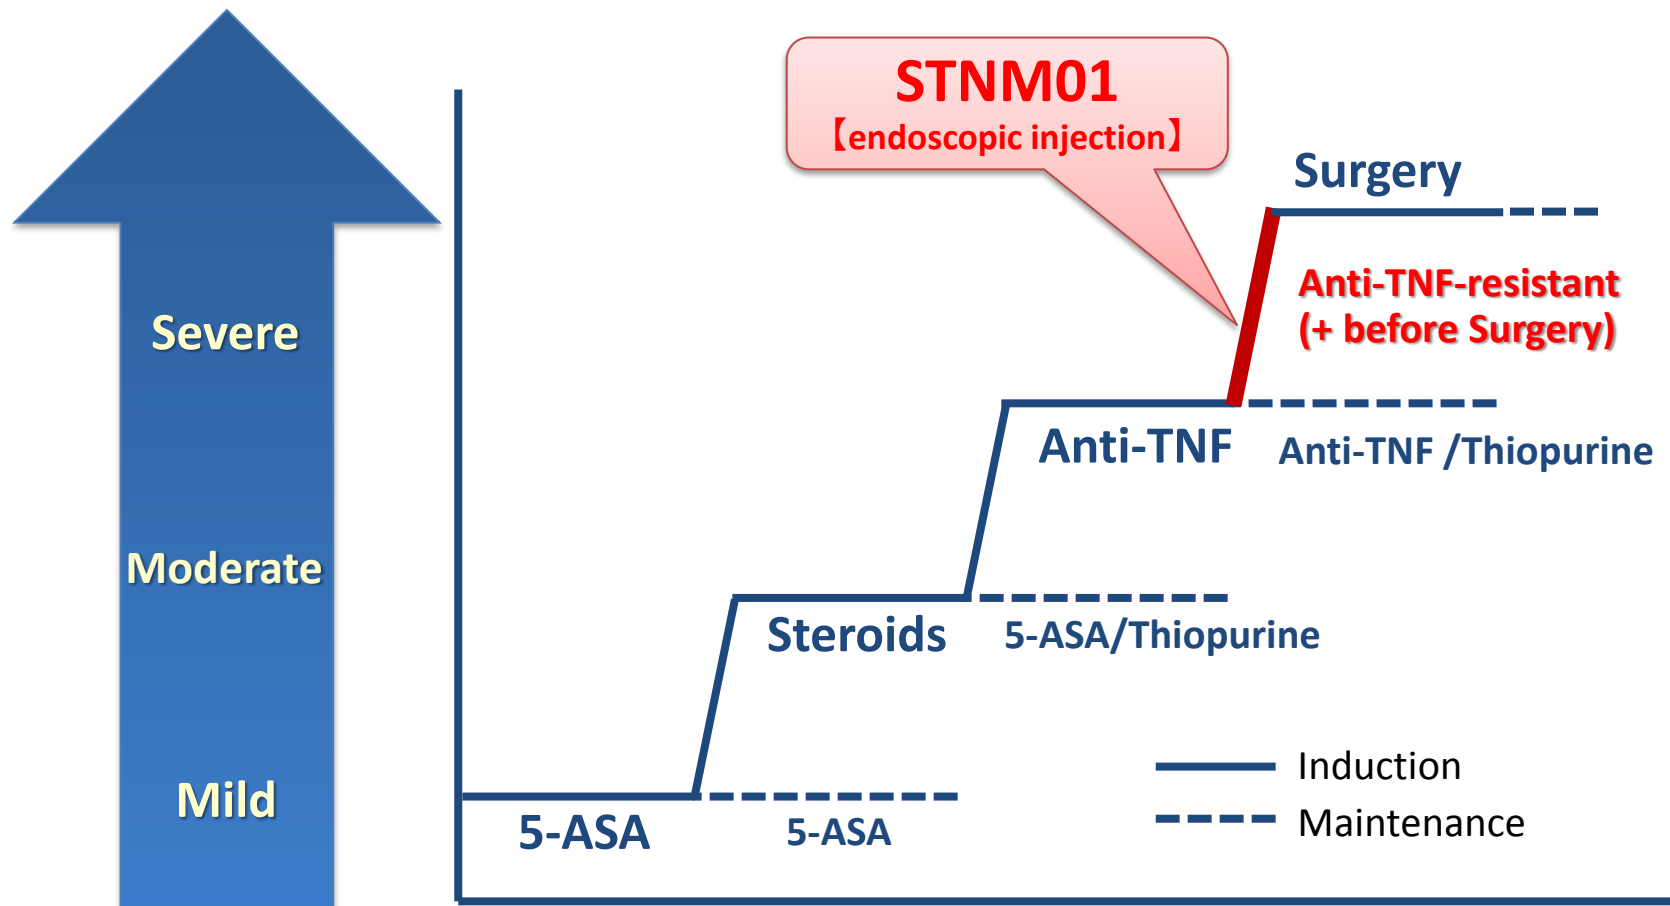 STNM01
【endoscopic injection】
Surgery
Anti-TNF-resistant
(+ before Surgery)
Severe
Anti-TNF
Anti-TNF /Thiopurine
Moderate
Steroids
5-ASA/Thiopurine
Mild
5-ASA
5-ASA
Induction
Maintenance